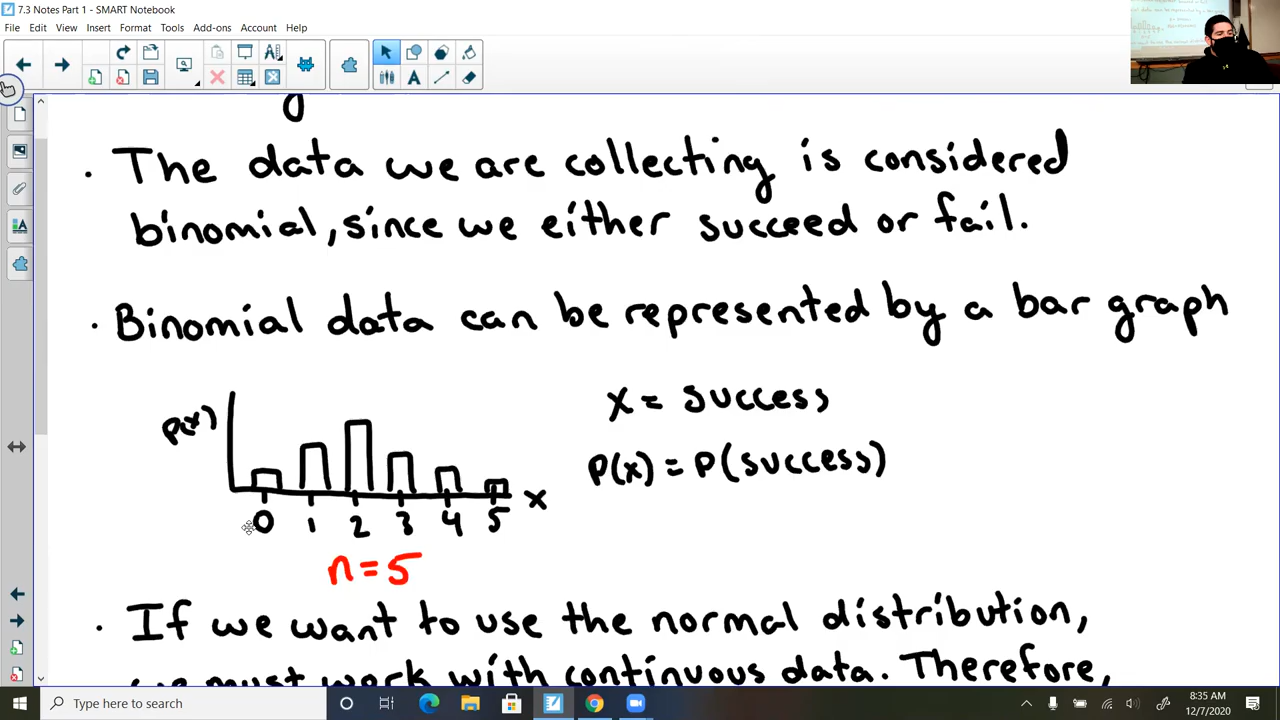 7.3 Notes Part 1 - SMART Notebook
File Edit View Insert Format Tools Add-ons Account Help
The data we are collecting is considered
binomial, since we either succeed or fail.
Binomial data can be represented by a bar graph
P(x)
x = success
P(x) = P(success)
x
0 1 2 3 4 5
n = 5
If we want to use the normal distribution,
we must work with continuous data. Therefore,
Type here to search
8:35 AM
12/7/2020